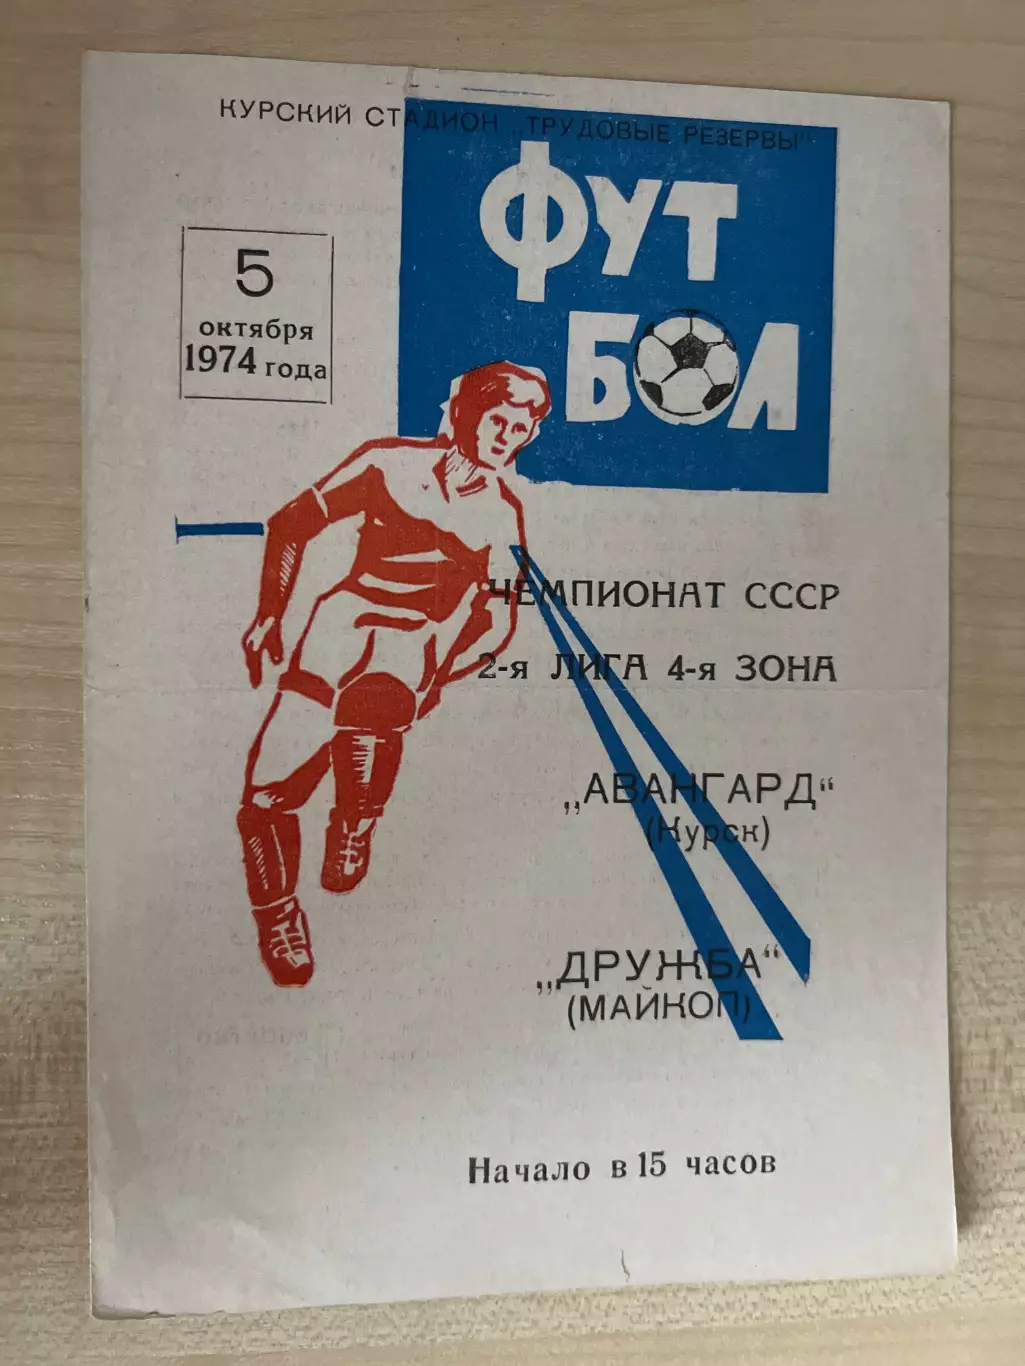 КУРСКИЙ СТАДИОН „ТРУДОВЫЕ РЕЗЕРВЫ“
ФУТ
БОЛ
5
октября
1974 года
ЧЕМПИОНАТ СССР
2-я ЛИГА 4-я ЗОНА
„АВАНГАРД“
(Курск)
„ДРУЖБА“
(МАЙКОП)
Начало в 15 часов